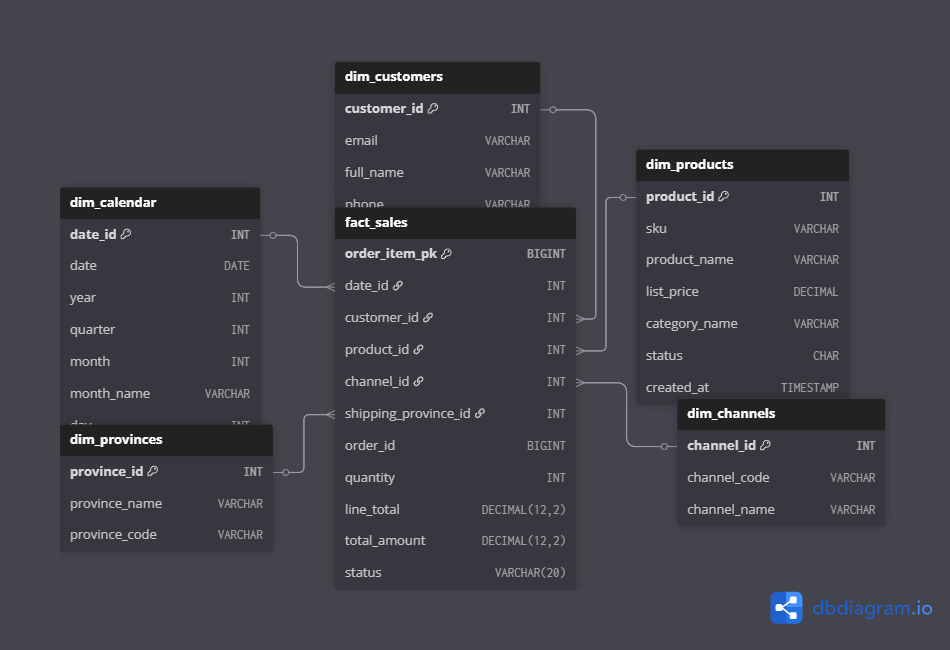 dim_customers
customer_id INT
email VARCHAR
full_name VARCHAR
phone VARCHAR
dim_products
product_id INT
sku VARCHAR
product_name VARCHAR
list_price DECIMAL
category_name VARCHAR
status CHAR
created_at TIMESTAMP
dim_calendar
date_id INT
date DATE
year INT
quarter INT
month INT
month_name VARCHAR
day INT
fact_sales
order_item_pk BIGINT
date_id INT
customer_id INT
product_id INT
channel_id INT
shipping_province_id INT
order_id BIGINT
quantity INT
line_total DECIMAL(12,2)
total_amount DECIMAL(12,2)
status VARCHAR(20)
dim_channels
channel_id INT
channel_code VARCHAR
channel_name VARCHAR
dim_provinces
province_id INT
province_name VARCHAR
province_code VARCHAR
dbdiagram.io